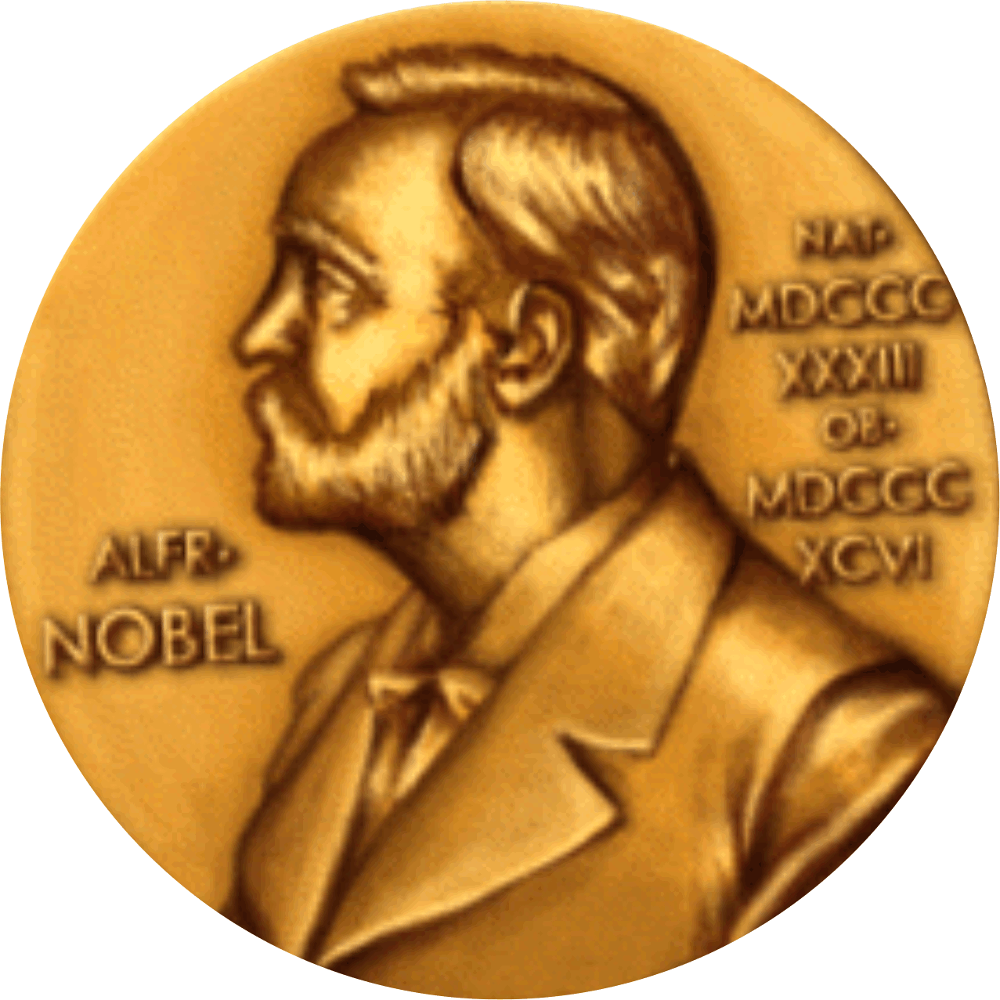 ALFR·
NOBEL
NAT·
MDCCC
XXXIII
OB·
MDCCC
XCVI